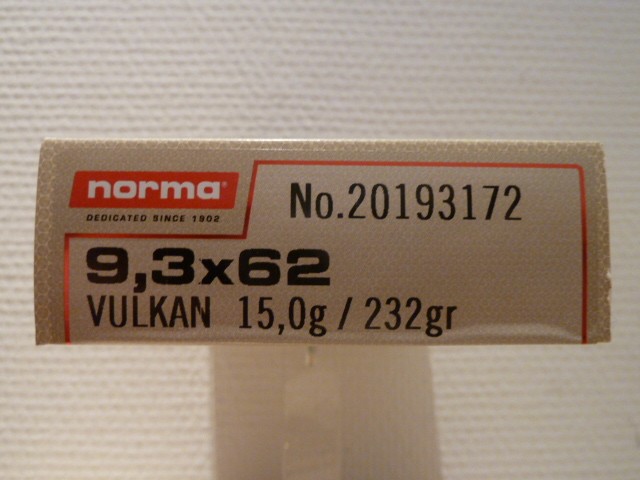 norma
DEDICATED SINCE 1902
No.20193172
9,3x62
VULKAN 15,0g / 232gr